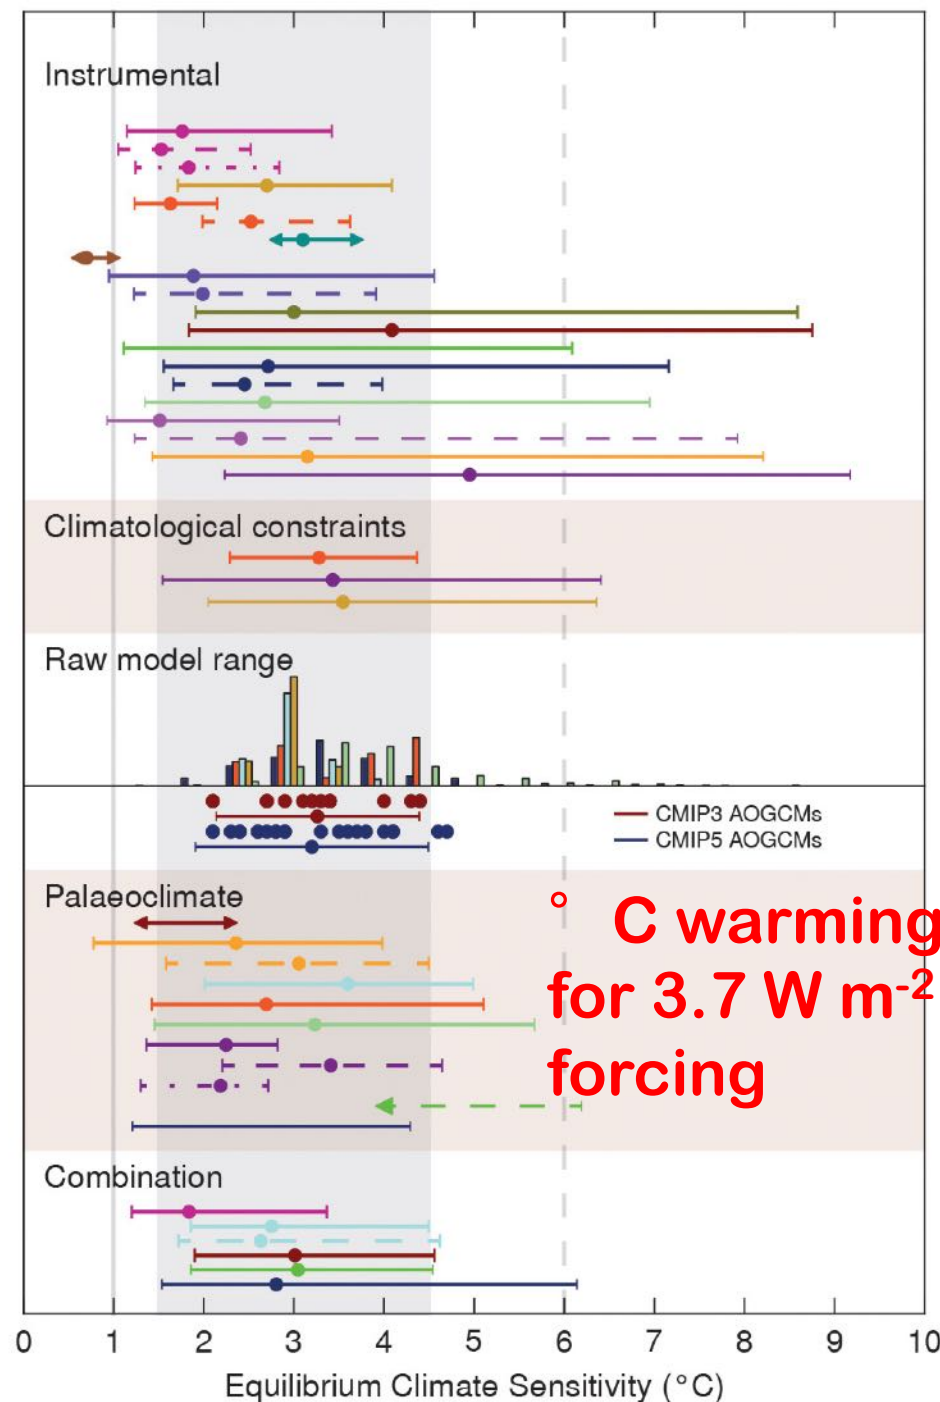 Instrumental
Climatological constraints
Raw model range
CMIP3 AOGCMs
CMIP5 AOGCMs
Palaeoclimate
° C warming
for 3.7 W m-2
forcing
Combination
0 1 2 3 4 5 6 7 8 9 10
Equilibrium Climate Sensitivity (°C)